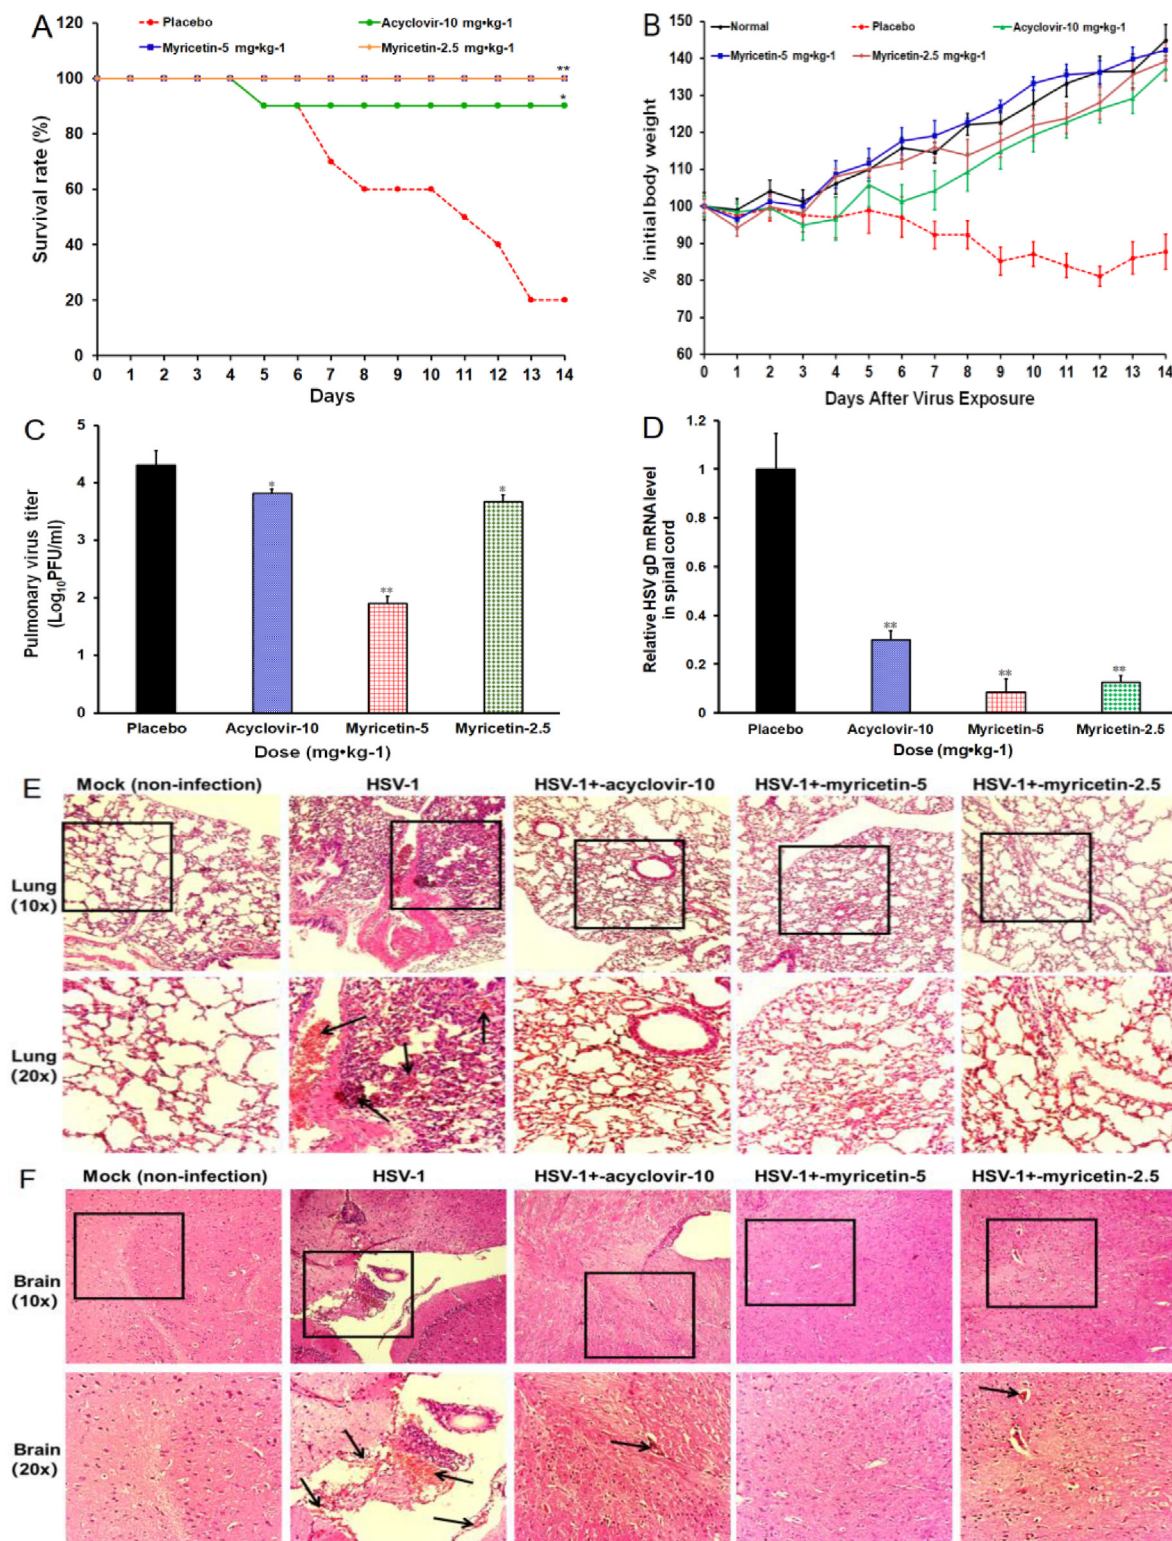 A
Placebo
Acyclovir-10 mg•kg-1
Myricetin-5 mg•kg-1
Myricetin-2.5 mg•kg-1
Survival rate (%)
120
100
80
60
40
20
0
**
*
0 1 2 3 4 5 6 7 8 9 10 11 12 13 14
Days
B
Normal
Placebo
Acyclovir-10 mg•kg-1
Myricetin-5 mg•kg-1
Myricetin-2.5 mg•kg-1
% initial body weight
150
140
130
120
110
100
90
80
70
60
0 1 2 3 4 5 6 7 8 9 10 11 12 13 14
Days After Virus Exposure
C
Pulmonary virus titer
(Log10PFU/ml)
5
4
3
2
1
0
*
**
*
Placebo Acyclovir-10 Myricetin-5 Myricetin-2.5
Dose (mg•kg-1)
D
Relative HSV gD mRNA level
in spinal cord
1.2
1
0.8
0.6
0.4
0.2
0
**
**
**
Placebo Acyclovir-10 Myricetin-5 Myricetin-2.5
Dose (mg•kg-1)
E
Mock (non-infection) HSV-1 HSV-1+-acyclovir-10 HSV-1+-myricetin-5 HSV-1+-myricetin-2.5
Lung
(10x)
Lung
(20x)
F
Mock (non-infection) HSV-1 HSV-1+-acyclovir-10 HSV-1+-myricetin-5 HSV-1+-myricetin-2.5
Brain
(10x)
Brain
(20x)